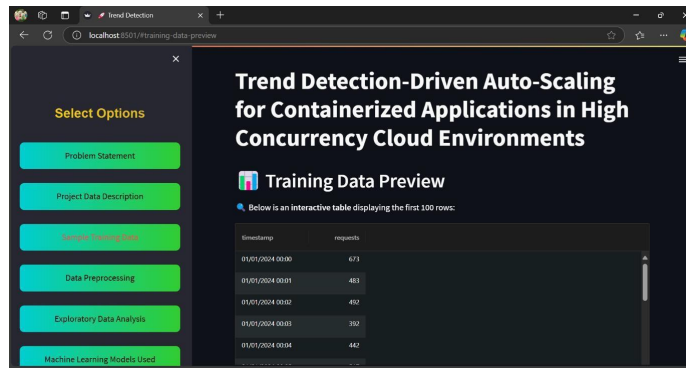 Trend Detection
localhost:8501/#training-data-preview
Select Options
Problem Statement
Project Data Description
Sample Training Data
Data Preprocessing
Exploratory Data Analysis
Machine Learning Models Used
Trend Detection-Driven Auto-Scaling
for Containerized Applications in High
Concurrency Cloud Environments
Training Data Preview
Below is an interactive table displaying the first 100 rows:
timestamp requests
01/01/2024 00:00 673
01/01/2024 00:01 483
01/01/2024 00:02 492
01/01/2024 00:03 392
01/01/2024 00:04 442